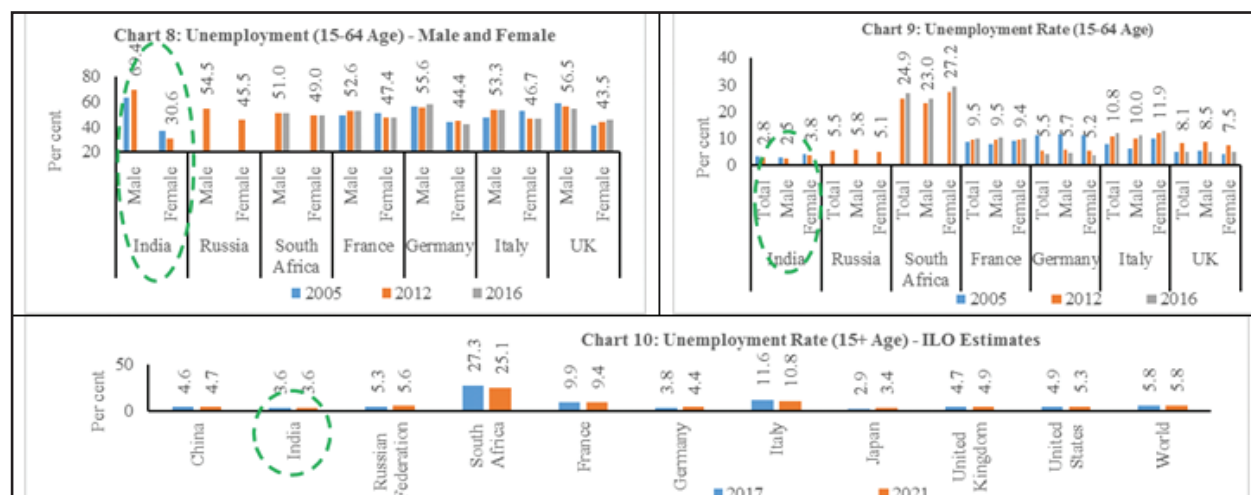 Chart 8: Unemployment (15-64 Age) - Male and Female
Per cent
80
60
40
20
69.4
30.6
54.5
45.5
51.0
49.0
52.6
47.4
55.6
44.4
53.3
46.7
56.5
43.5
Male
Female
Male
Female
Male
Female
Male
Female
Male
Female
Male
Female
Male
Female
India
Russia
South Africa
France
Germany
Italy
UK
2005
2012
2016
Chart 9: Unemployment Rate (15-64 Age)
Per cent
40
30
20
10
0
2.8
2.5
3.8
5.5
5.8
5.1
24.9
23.0
27.2
9.5
9.5
9.4
5.5
5.7
5.2
10.8
10.0
11.9
8.1
8.5
7.5
Total
Male
Female
Total
Male
Female
Total
Male
Female
Total
Male
Female
Total
Male
Female
Total
Male
Female
Total
Male
Female
India
Russia
South Africa
France
Germany
Italy
UK
2005
2012
2016
Chart 10: Unemployment Rate (15+ Age) - ILO Estimates
Per cent
50
0
4.6
4.7
3.6
3.6
5.3
5.6
27.3
25.1
9.9
9.4
3.8
4.4
11.6
10.8
2.9
3.4
4.7
4.9
4.9
5.3
5.8
5.8
China
India
Russian
Federation
South
Africa
France
Germany
Italy
Japan
United
Kingdom
United
States
World
2017
2021